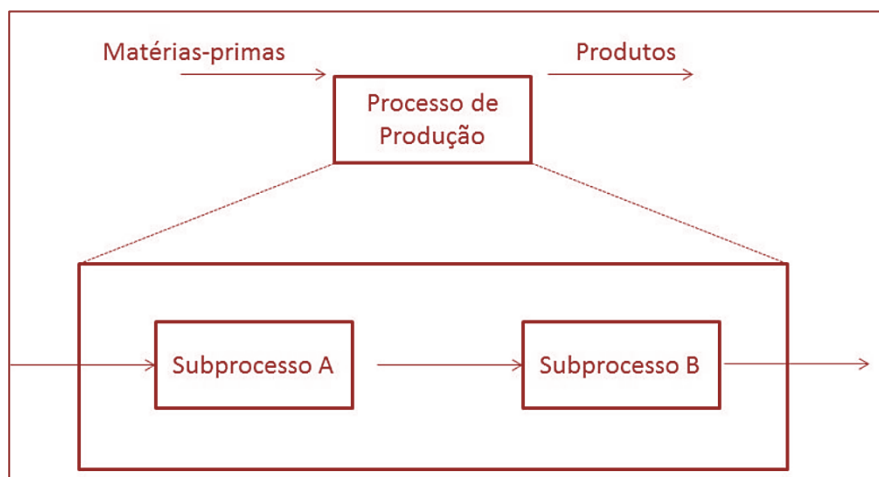 Matérias-primas
Produtos
Processo de
Produção
Subprocesso A
Subprocesso B